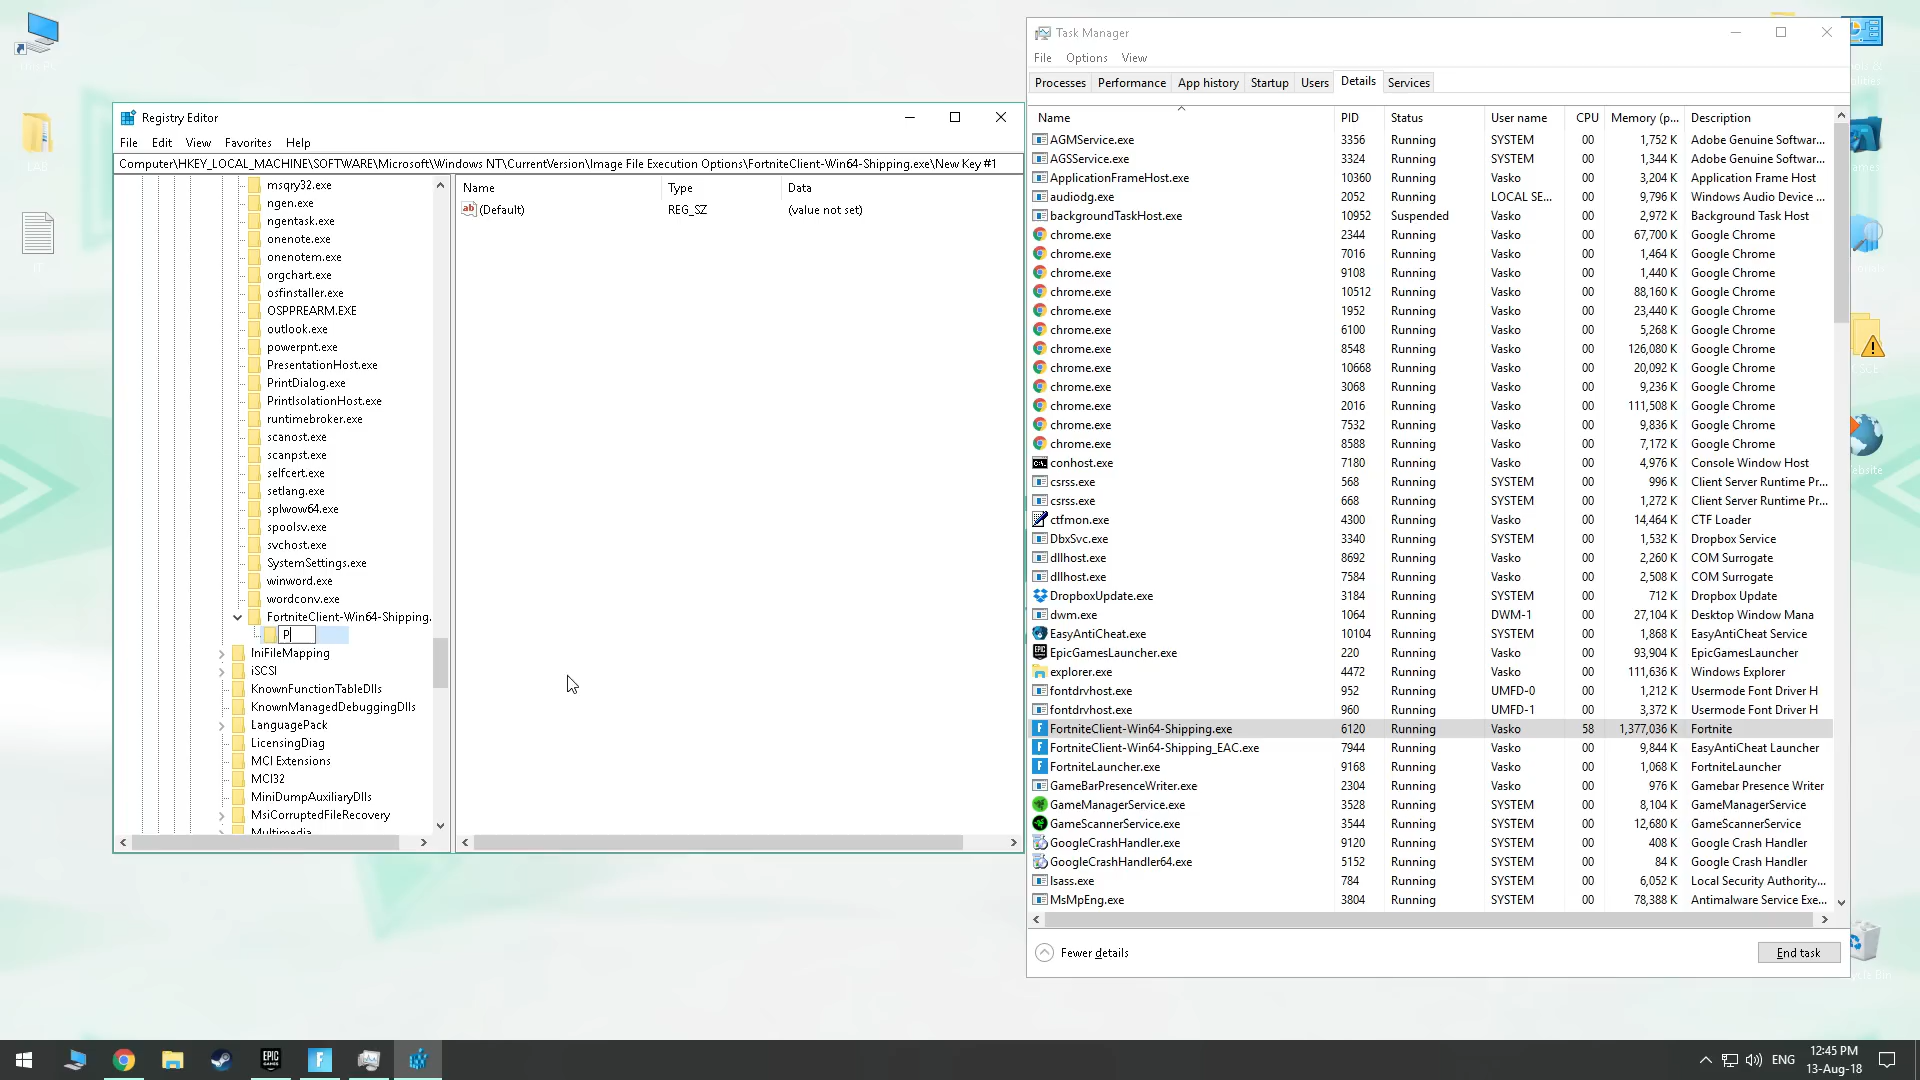 Registry Editor
File Edit View Favorites Help
Computer\HKEY_LOCAL_MACHINE\SOFTWARE\Microsoft\Windows NT\CurrentVersion\Image File Execution Options\FortniteClient-Win64-Shipping.exe\New Key #1
msqry32.exe
ngen.exe
ngentask.exe
onenote.exe
onenotem.exe
orgchart.exe
osfinstaller.exe
OSPPREARM.EXE
outlook.exe
powerpnt.exe
PresentationHost.exe
PrintDialog.exe
PrintIsolationHost.exe
runtimebroker.exe
scanost.exe
scanpst.exe
selfcert.exe
setlang.exe
splwow64.exe
spoolsv.exe
svchost.exe
SystemSettings.exe
winword.exe
wordconv.exe
FortniteClient-Win64-Shipping.
P
IniFileMapping
iSCSI
KnownFunctionTableDlls
KnownManagedDebuggingDlls
LanguagePack
LicensingDiag
MCI Extensions
MCI32
MiniDumpAuxiliaryDlls
MsiCorruptedFileRecovery
Multimedia
Name Type Data
ab (Default) REG_SZ (value not set)
Task Manager
File Options View
Processes Performance App history Startup Users Details Services
Name PID Status User name CPU Memory (p... Description
AGMService.exe 3356 Running SYSTEM 00 1,752 K Adobe Genuine Softwar...
AGSService.exe 3324 Running SYSTEM 00 1,344 K Adobe Genuine Softwar...
ApplicationFrameHost.exe 10360 Running Vasko 00 3,204 K Application Frame Host
audiodg.exe 2052 Running LOCAL SE... 00 9,796 K Windows Audio Device ...
backgroundTaskHost.exe 10952 Suspended Vasko 00 2,972 K Background Task Host
chrome.exe 2344 Running Vasko 00 67,700 K Google Chrome
chrome.exe 7016 Running Vasko 00 1,464 K Google Chrome
chrome.exe 9108 Running Vasko 00 1,440 K Google Chrome
chrome.exe 10512 Running Vasko 00 88,160 K Google Chrome
chrome.exe 1952 Running Vasko 00 23,440 K Google Chrome
chrome.exe 6100 Running Vasko 00 5,268 K Google Chrome
chrome.exe 8548 Running Vasko 00 126,080 K Google Chrome
chrome.exe 10668 Running Vasko 00 20,092 K Google Chrome
chrome.exe 3068 Running Vasko 00 9,236 K Google Chrome
chrome.exe 2016 Running Vasko 00 111,508 K Google Chrome
chrome.exe 7532 Running Vasko 00 9,836 K Google Chrome
chrome.exe 8588 Running Vasko 00 7,172 K Google Chrome
conhost.exe 7180 Running Vasko 00 4,976 K Console Window Host
csrss.exe 568 Running SYSTEM 00 996 K Client Server Runtime Pr...
csrss.exe 668 Running SYSTEM 00 1,272 K Client Server Runtime Pr...
ctfmon.exe 4300 Running Vasko 00 14,464 K CTF Loader
DbxSvc.exe 3340 Running SYSTEM 00 1,532 K Dropbox Service
dllhost.exe 8692 Running Vasko 00 2,260 K COM Surrogate
dllhost.exe 7584 Running Vasko 00 2,508 K COM Surrogate
DropboxUpdate.exe 3184 Running SYSTEM 00 712 K Dropbox Update
dwm.exe 1064 Running DWM-1 00 27,104 K Desktop Window Mana
EasyAntiCheat.exe 10104 Running SYSTEM 00 1,868 K EasyAntiCheat Service
EpicGamesLauncher.exe 220 Running Vasko 00 93,904 K EpicGamesLauncher
explorer.exe 4472 Running Vasko 00 111,636 K Windows Explorer
fontdrvhost.exe 952 Running UMFD-0 00 1,212 K Usermode Font Driver H
fontdrvhost.exe 960 Running UMFD-1 00 3,372 K Usermode Font Driver H
FortniteClient-Win64-Shipping.exe 6120 Running Vasko 58 1,377,036 K Fortnite
FortniteClient-Win64-Shipping_EAC.exe 7944 Running Vasko 00 9,844 K EasyAntiCheat Launcher
FortniteLauncher.exe 9168 Running Vasko 00 1,068 K FortniteLauncher
GameBarPresenceWriter.exe 2304 Running Vasko 00 976 K Gamebar Presence Writer
GameManagerService.exe 3528 Running SYSTEM 00 8,104 K GameManagerService
GameScannerService.exe 3544 Running SYSTEM 00 12,680 K GameScannerService
GoogleCrashHandler.exe 9120 Running SYSTEM 00 408 K Google Crash Handler
GoogleCrashHandler64.exe 5152 Running SYSTEM 00 84 K Google Crash Handler
lsass.exe 784 Running SYSTEM 00 6,052 K Local Security Authority...
MsMpEng.exe 3804 Running SYSTEM 00 78,388 K Antimalware Service Exe...
Fewer details End task
EPIC GAMES
ENG
12:45 PM
13-Aug-18